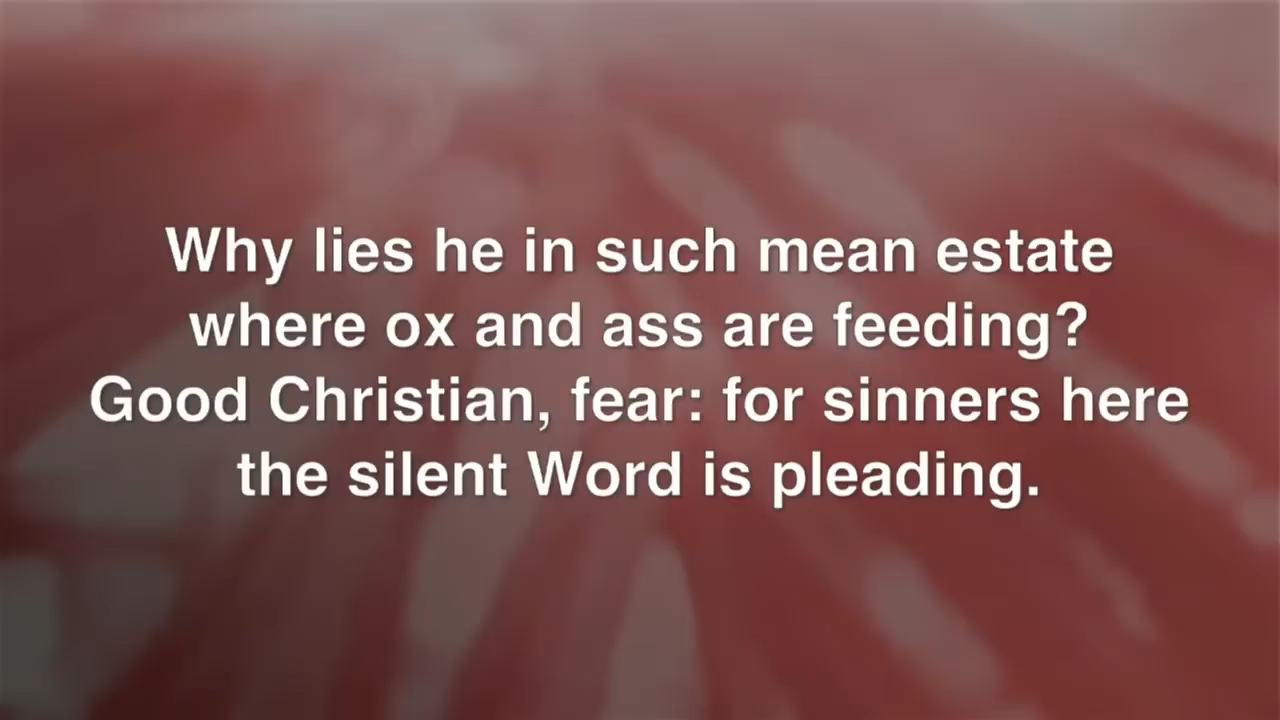 Why lies he in such mean estate
where ox and ass are feeding?
Good Christian, fear: for sinners here
the silent Word is pleading.